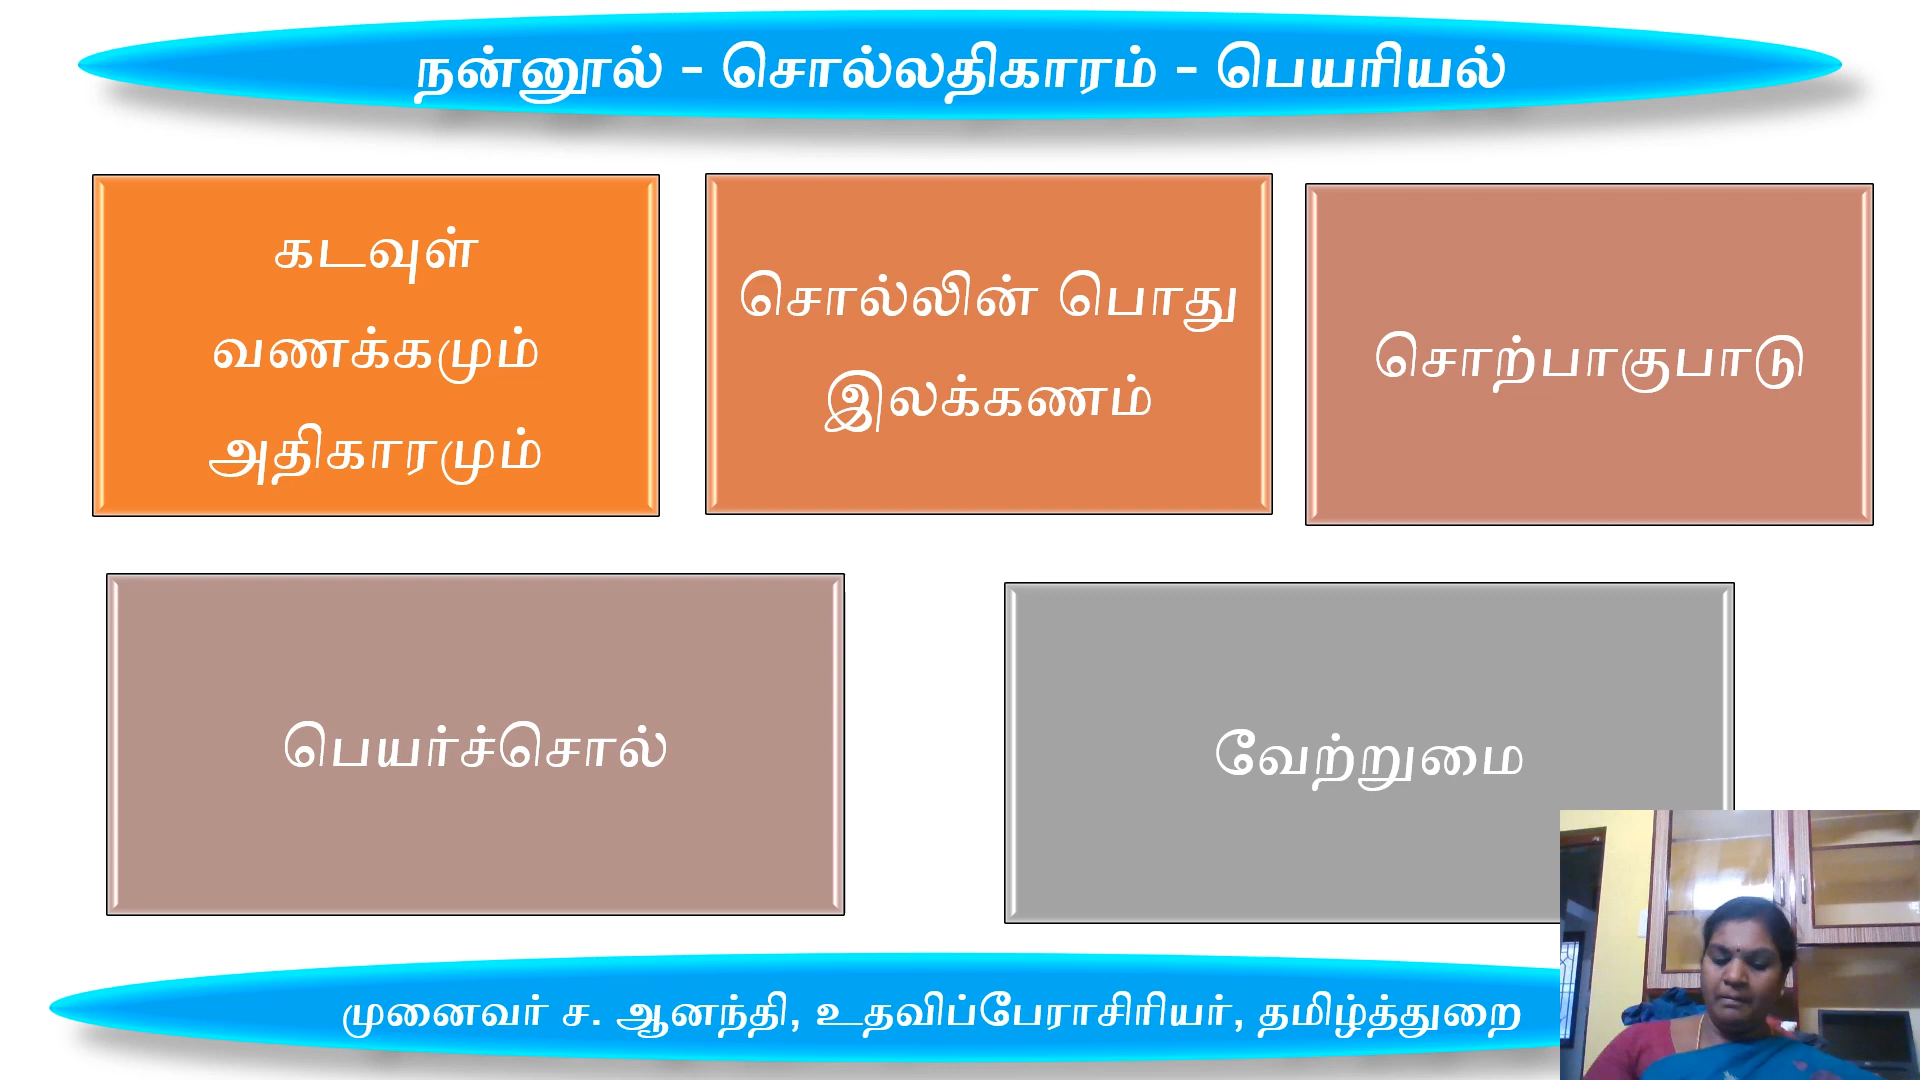 நன்னூல் - சொல்லதிகாரம் - பெயரியல்
கடவுள்
வணக்கமும்
அதிகாரமும்
சொல்லின் பொது
இலக்கணம்
சொற்பாகுபாடு
பெயர்ச்சொல்
வேற்றுமை
முனைவர் ச. ஆனந்தி, உதவிப்பேராசிரியர், தமிழ்த்துறை